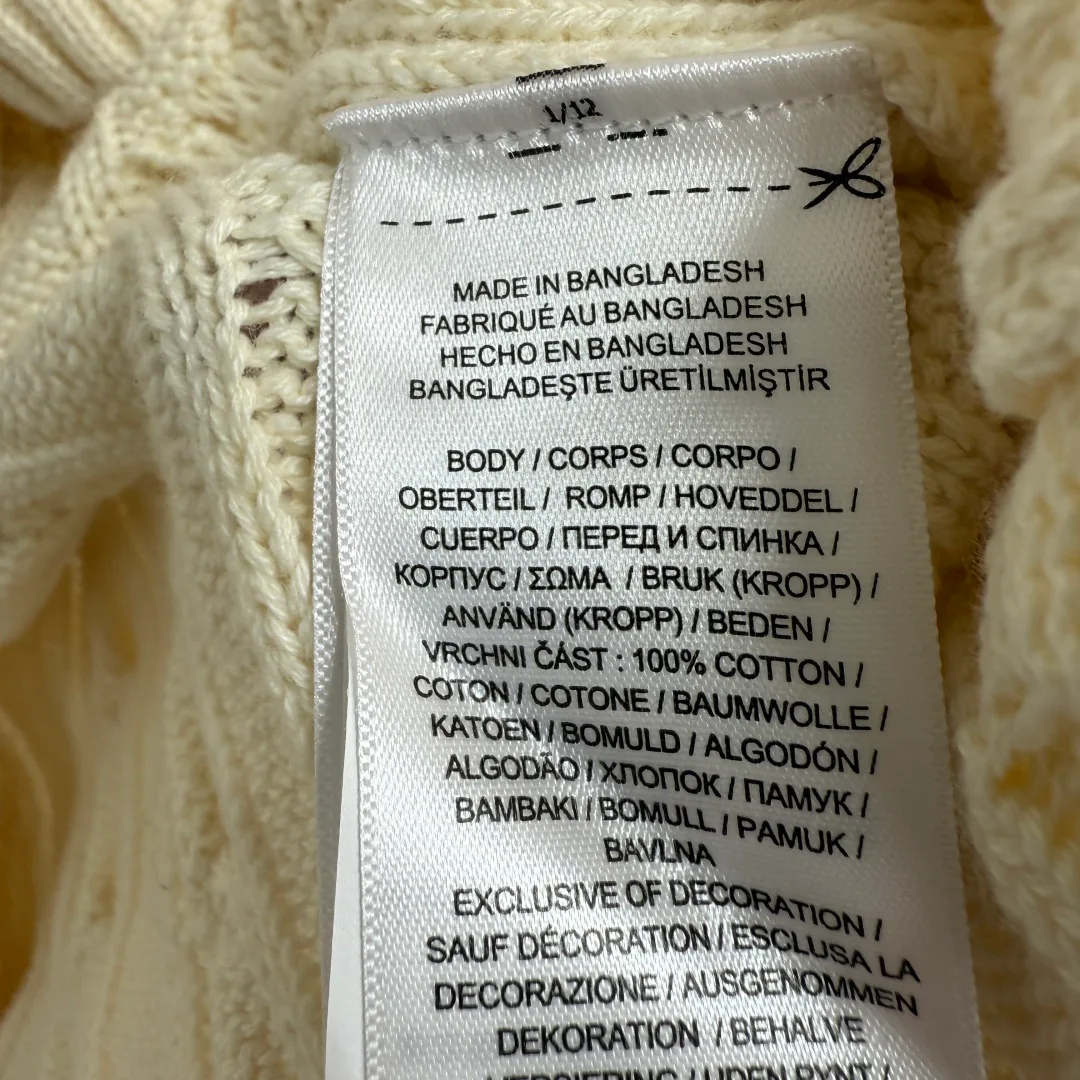 1/12
MADE IN BANGLADESH
FABRIQUÉ AU BANGLADESH
HECHO EN BANGLADESH
BANGLADEŞTE ÜRETİLMİŞTİR
BODY / CORPS / CORPO /
OBERTEIL / ROMP / HOVEDDEL /
CUERPO / ПЕРЕД И СПИНКА /
КОРПУС / ΣΩΜΑ / BRUK (KROPP) /
ANVÄND (KROPP) / BEDEN /
VRCHNI ČÁST : 100% COTTON /
COTON / COTONE / BAUMWOLLE /
KATOEN / BOMULD / ALGODÓN /
ALGODÃO / ХЛОПОК / ПАМУК /
BAMBAKI / BOMULL / PAMUK /
BAVLNA
EXCLUSIVE OF DECORATION /
SAUF DÉCORATION / ESCLUSA LA
DECORAZIONE / AUSGENOMMEN
DEKORATION / BEHALVE